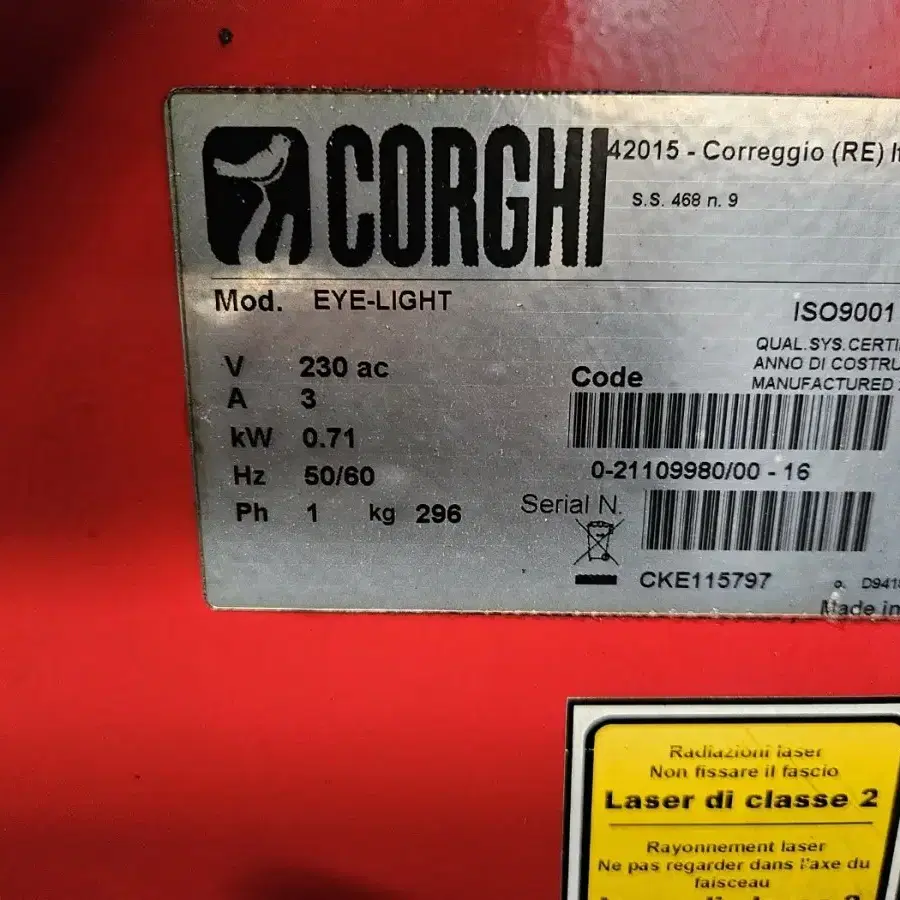 CORGHI
42015 - Correggio (RE) It
S.S. 468 n. 9
Mod. EYE-LIGHT
ISO9001
QUAL.SYS.CERTI
ANNO DI COSTRU
MANUFACTURED
V 230 ac
A 3
kW 0.71
Hz 50/60
Ph 1 kg 296
Code
0-21109980/00 - 16
Serial N.
CKE115797
o. D941
Made in
Radiazioni laser
Non fissare il fascio
Laser di classe 2
Rayonnement laser
Ne pas regarder dans l'axe du
faisceau